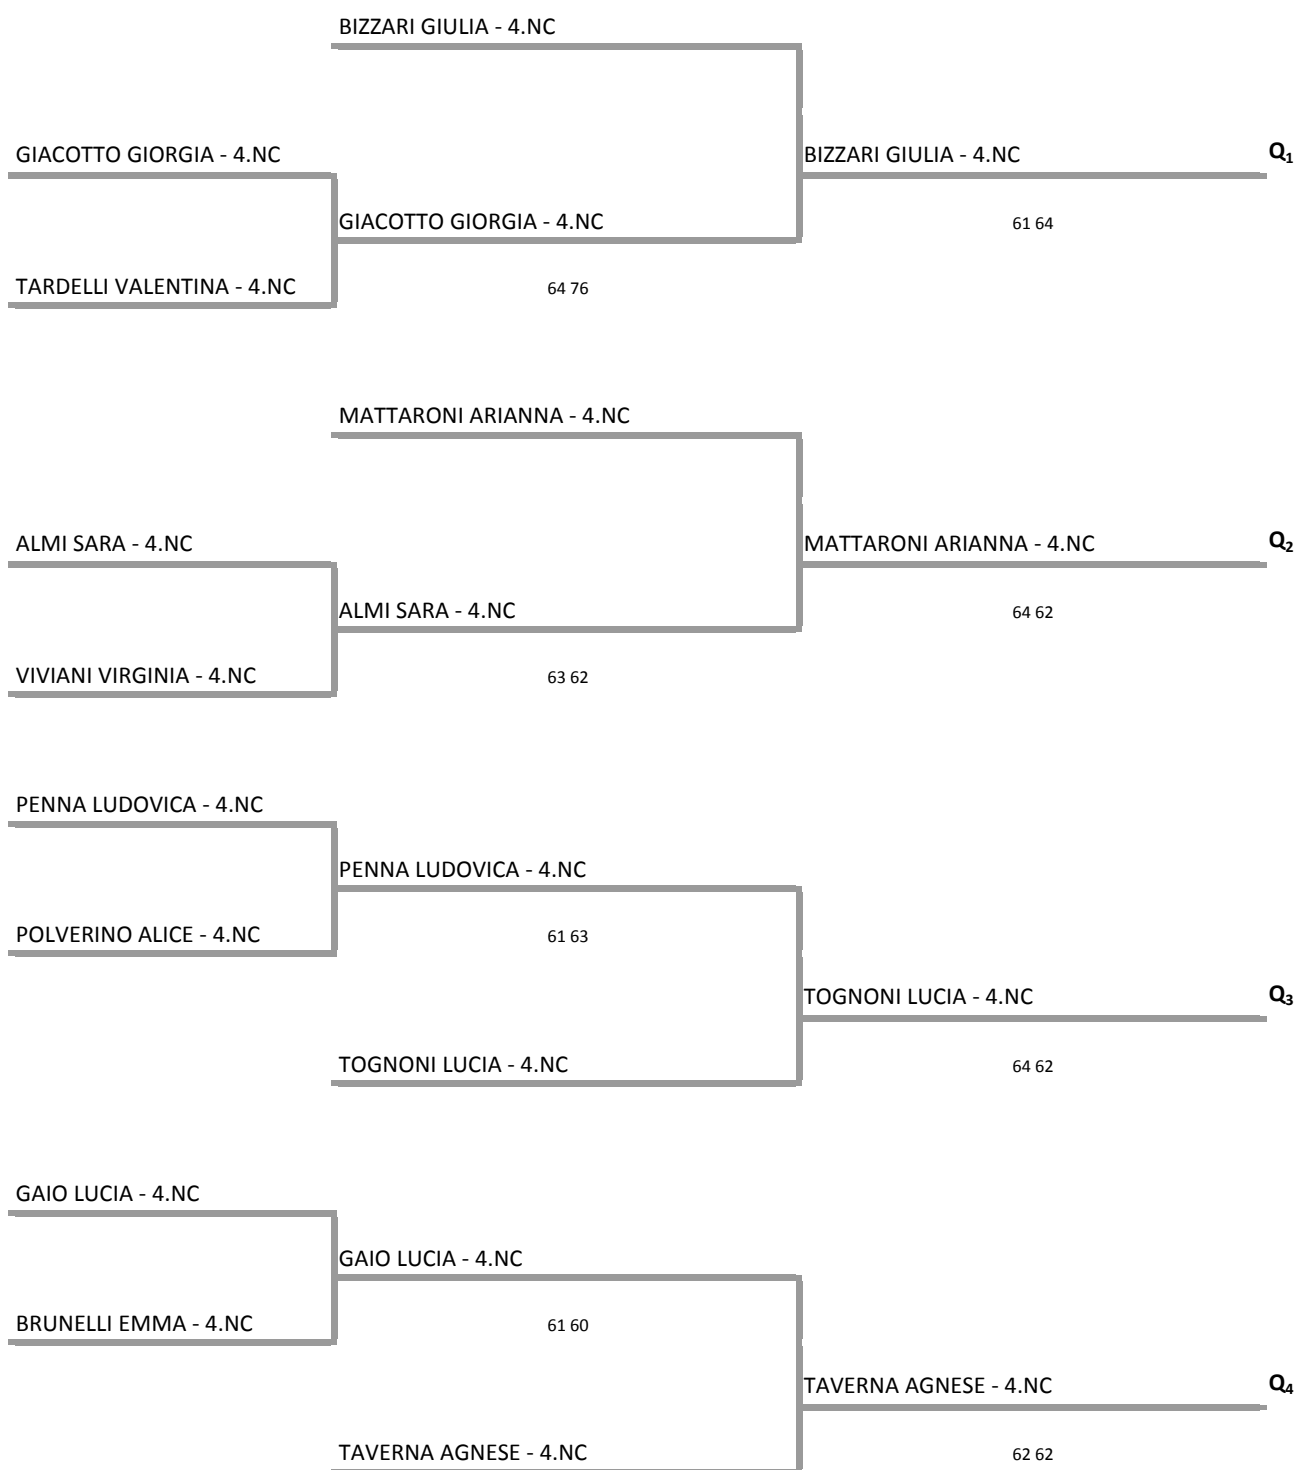 BIZZARI GIULIA - 4.NC
GIACOTTO GIORGIA - 4.NC
BIZZARI GIULIA - 4.NC
Q1
GIACOTTO GIORGIA - 4.NC
61 64
TARDELLI VALENTINA - 4.NC
64 76
MATTARONI ARIANNA - 4.NC
ALMI SARA - 4.NC
MATTARONI ARIANNA - 4.NC
Q2
ALMI SARA - 4.NC
64 62
VIVIANI VIRGINIA - 4.NC
63 62
PENNA LUDOVICA - 4.NC
PENNA LUDOVICA - 4.NC
POLVERINO ALICE - 4.NC
61 63
TOGNONI LUCIA - 4.NC
Q3
TOGNONI LUCIA - 4.NC
64 62
GAIO LUCIA - 4.NC
GAIO LUCIA - 4.NC
BRUNELLI EMMA - 4.NC
61 60
TAVERNA AGNESE - 4.NC
Q4
TAVERNA AGNESE - 4.NC
62 62